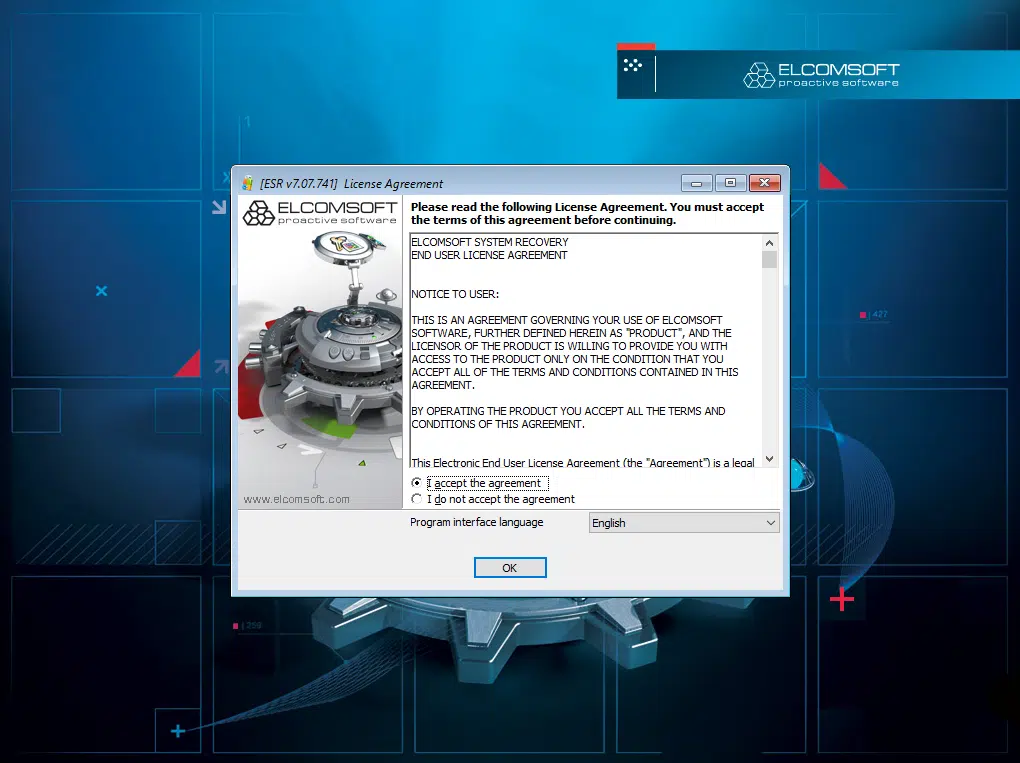 ELCOMSOFT
proactive software
1
[ESR v7.07.741] License Agreement
ELCOMSOFT
proactive software
Please read the following License Agreement. You must accept
the terms of this agreement before continuing.
ELCOMSOFT SYSTEM RECOVERY
END USER LICENSE AGREEMENT
NOTICE TO USER:
THIS IS AN AGREEMENT GOVERNING YOUR USE OF ELCOMSOFT
SOFTWARE, FURTHER DEFINED HEREIN AS "PRODUCT", AND THE
LICENSOR OF THE PRODUCT IS WILLING TO PROVIDE YOU WITH
ACCESS TO THE PRODUCT ONLY ON THE CONDITION THAT YOU
ACCEPT ALL OF THE TERMS AND CONDITIONS CONTAINED IN THIS
AGREEMENT.
BY OPERATING THE PRODUCT YOU ACCEPT ALL THE TERMS AND
CONDITIONS OF THIS AGREEMENT.
This Electronic End User License Agreement (the "Agreement") is a legal
www.elcomsoft.com
I accept the agreement
I do not accept the agreement
Program interface language
English
OK
427
259